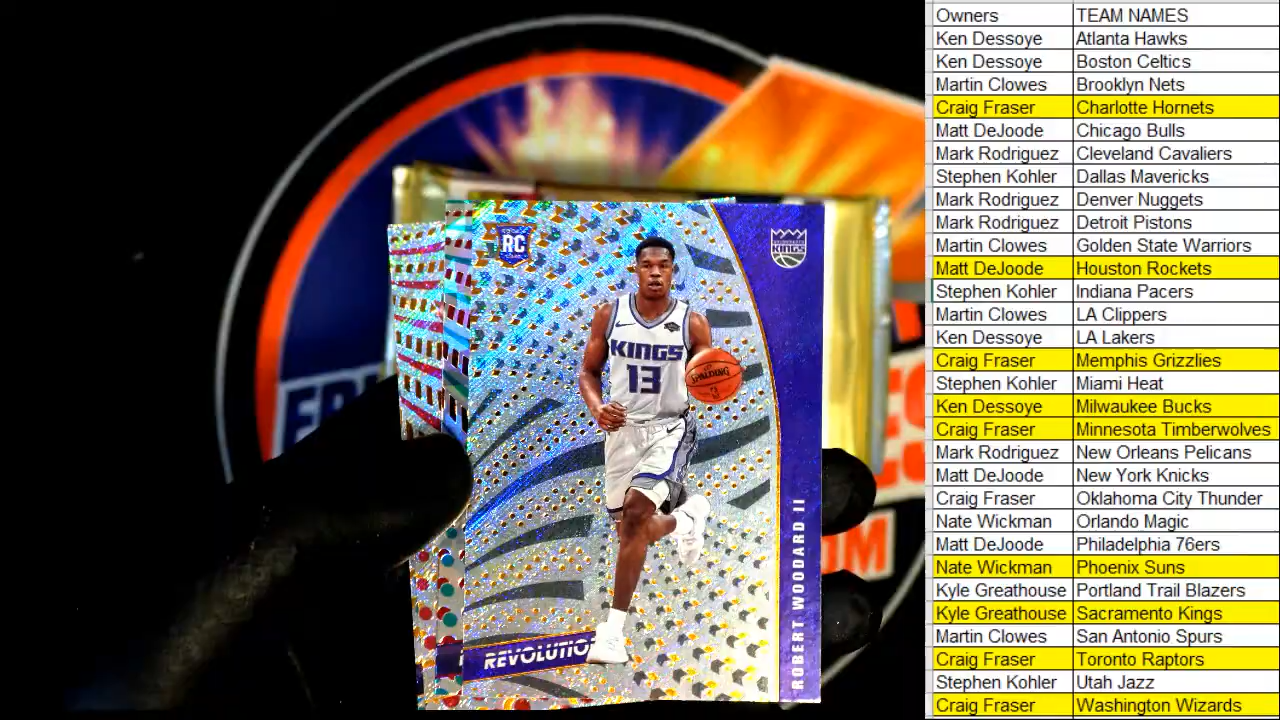 RC
KINGS
KINGS
13
SPALDING
REVOLUTIO
ROBERT WOODARD II
OM
Owners TEAM NAMES
Ken Dessoye Atlanta Hawks
Ken Dessoye Boston Celtics
Martin Clowes Brooklyn Nets
Craig Fraser Charlotte Hornets
Matt DeJoode Chicago Bulls
Mark Rodriguez Cleveland Cavaliers
Stephen Kohler Dallas Mavericks
Mark Rodriguez Denver Nuggets
Mark Rodriguez Detroit Pistons
Martin Clowes Golden State Warriors
Matt DeJoode Houston Rockets
Stephen Kohler Indiana Pacers
Martin Clowes LA Clippers
Ken Dessoye LA Lakers
Craig Fraser Memphis Grizzlies
Stephen Kohler Miami Heat
Ken Dessoye Milwaukee Bucks
Craig Fraser Minnesota Timberwolves
Mark Rodriguez New Orleans Pelicans
Matt DeJoode New York Knicks
Craig Fraser Oklahoma City Thunder
Nate Wickman Orlando Magic
Matt DeJoode Philadelphia 76ers
Nate Wickman Phoenix Suns
Kyle Greathouse Portland Trail Blazers
Kyle Greathouse Sacramento Kings
Martin Clowes San Antonio Spurs
Craig Fraser Toronto Raptors
Stephen Kohler Utah Jazz
Craig Fraser Washington Wizards